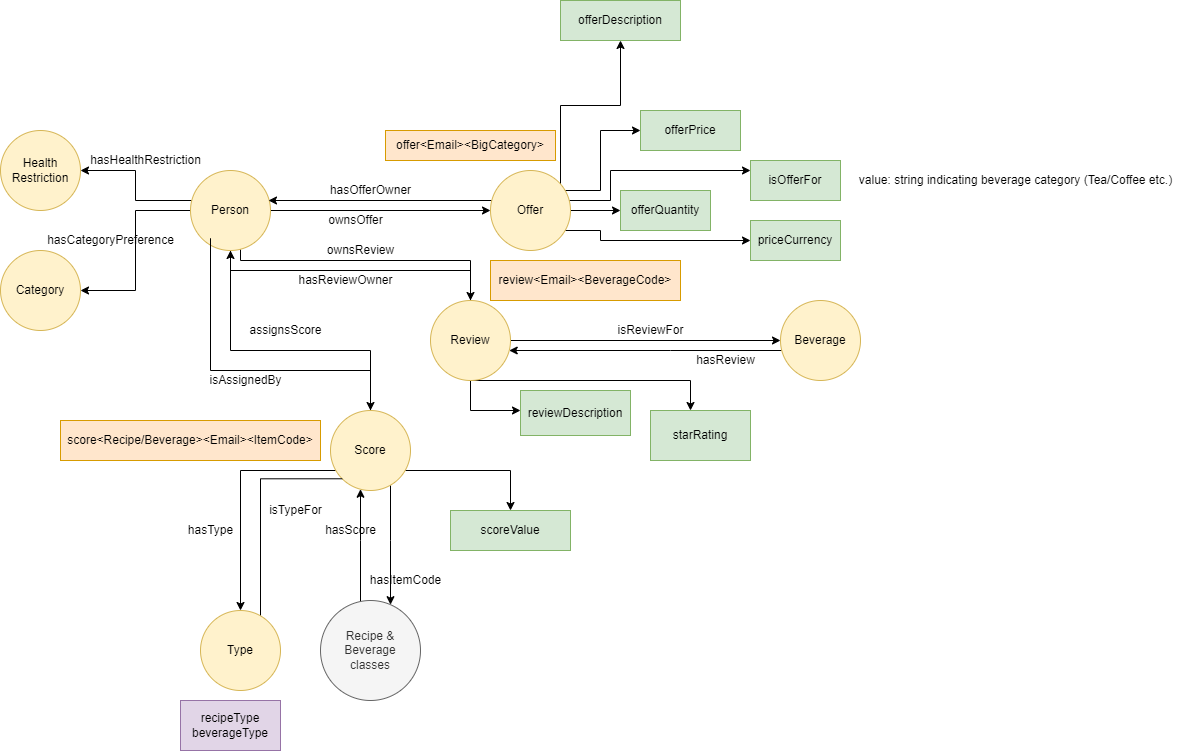 offerDescription
offerPrice
offer<Email><BigCategory>
Health
Restriction
hasHealthRestriction
isOfferFor
value: string indicating beverage category (Tea/Coffee etc.)
hasOfferOwner
Person
Offer
offerQuantity
ownsOffer
hasCategoryPreference
priceCurrency
ownsReview
hasReviewOwner
review<Email><BeverageCode>
Category
assignsScore
isReviewFor
Review
Beverage
hasReview
isAssignedBy
reviewDescription
starRating
score<Recipe/Beverage><Email><ItemCode>
Score
isTypeFor
hasType
hasScore
scoreValue
hasItemCode
Type
Recipe &
Beverage
classes
recipeType
beverageType